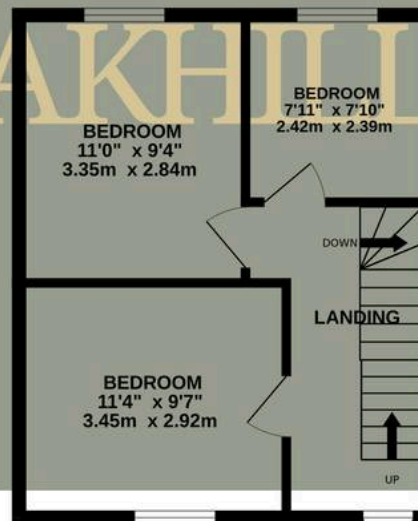 AKHILL
BEDROOM
11'0" x 9'4"
3.35m x 2.84m
BEDROOM
7'11" x 7'10"
2.42m x 2.39m
DOWN
LANDING
BEDROOM
11'4" x 9'7"
3.45m x 2.92m
UP